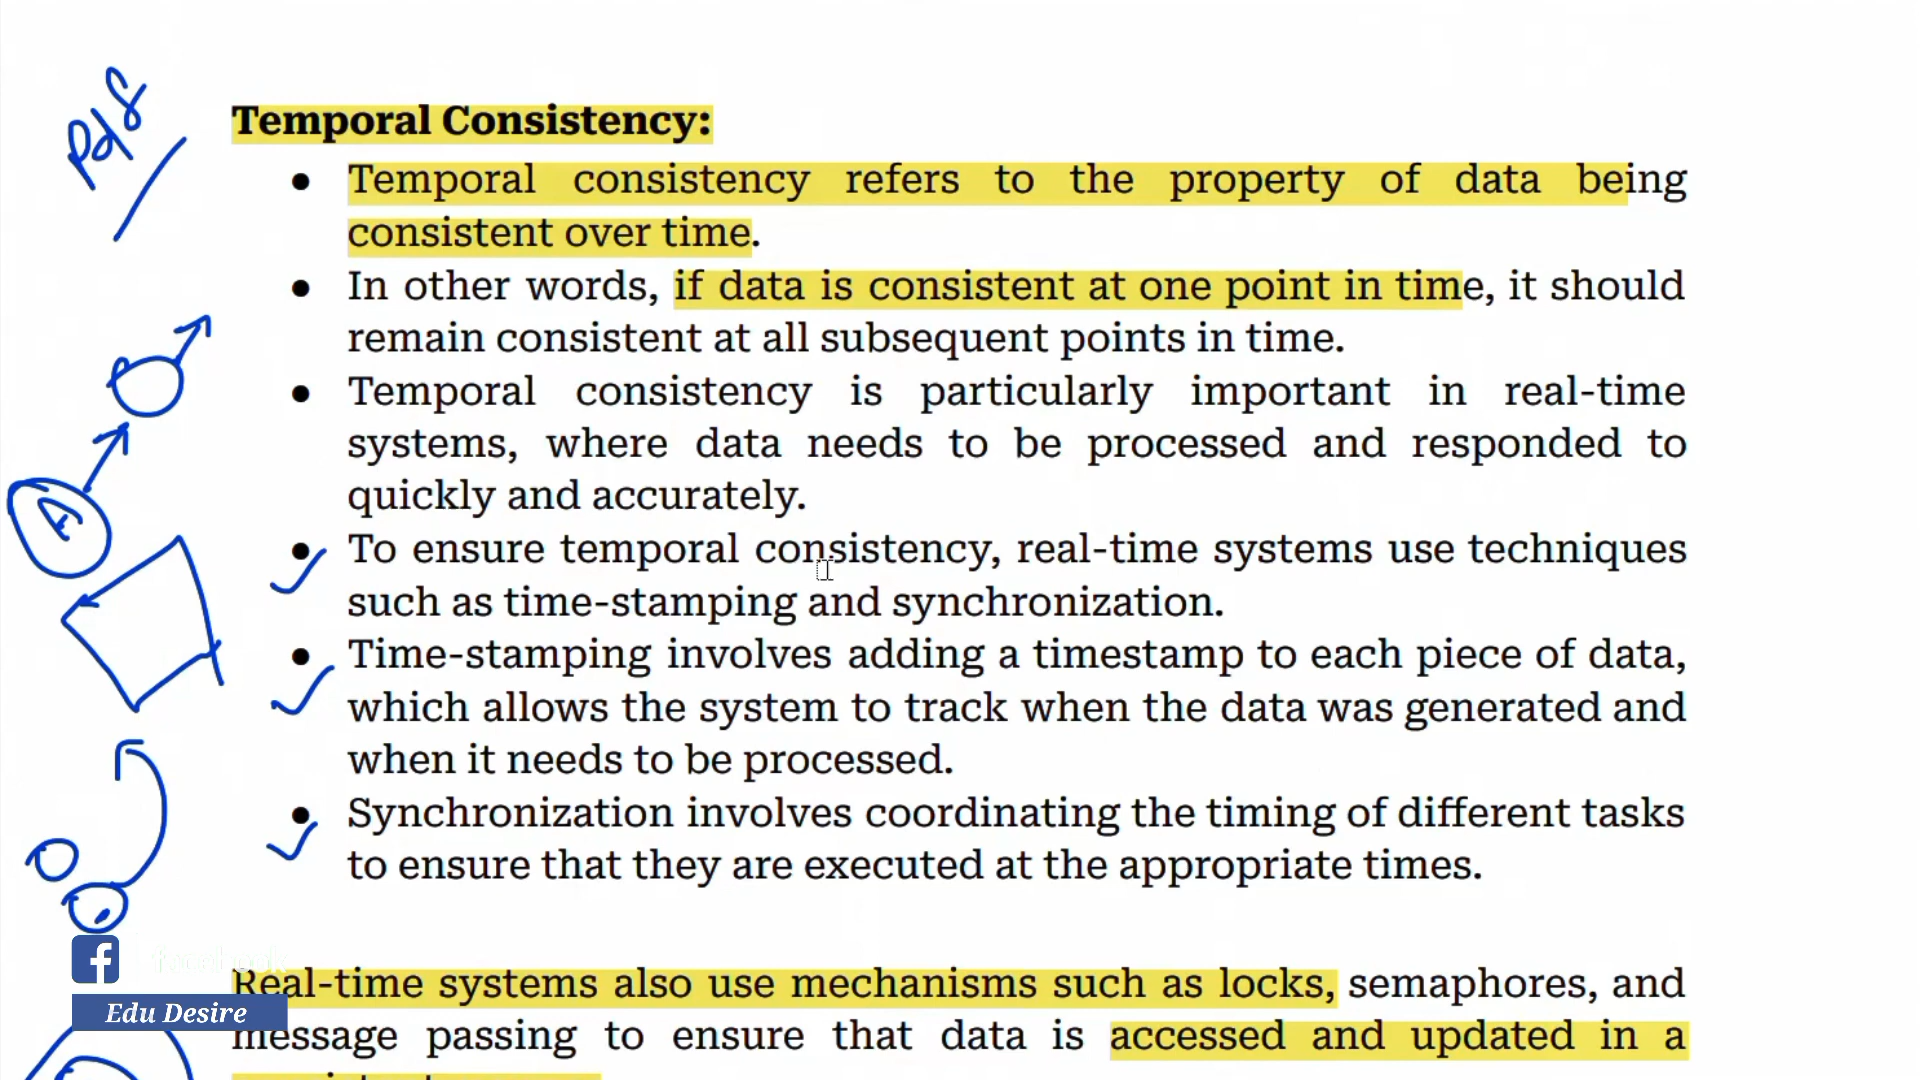 Temporal Consistency:
● Temporal consistency refers to the property of data being
consistent over time.
● In other words, if data is consistent at one point in time, it should
remain consistent at all subsequent points in time.
● Temporal consistency is particularly important in real-time
systems, where data needs to be processed and responded to
quickly and accurately.
● To ensure temporal consistency, real-time systems use techniques
such as time-stamping and synchronization.
● Time-stamping involves adding a timestamp to each piece of data,
which allows the system to track when the data was generated and
when it needs to be processed.
● Synchronization involves coordinating the timing of different tasks
to ensure that they are executed at the appropriate times.
Real-time systems also use mechanisms such as locks, semaphores, and
message passing to ensure that data is accessed and updated in a
A
facebook
Edu Desire